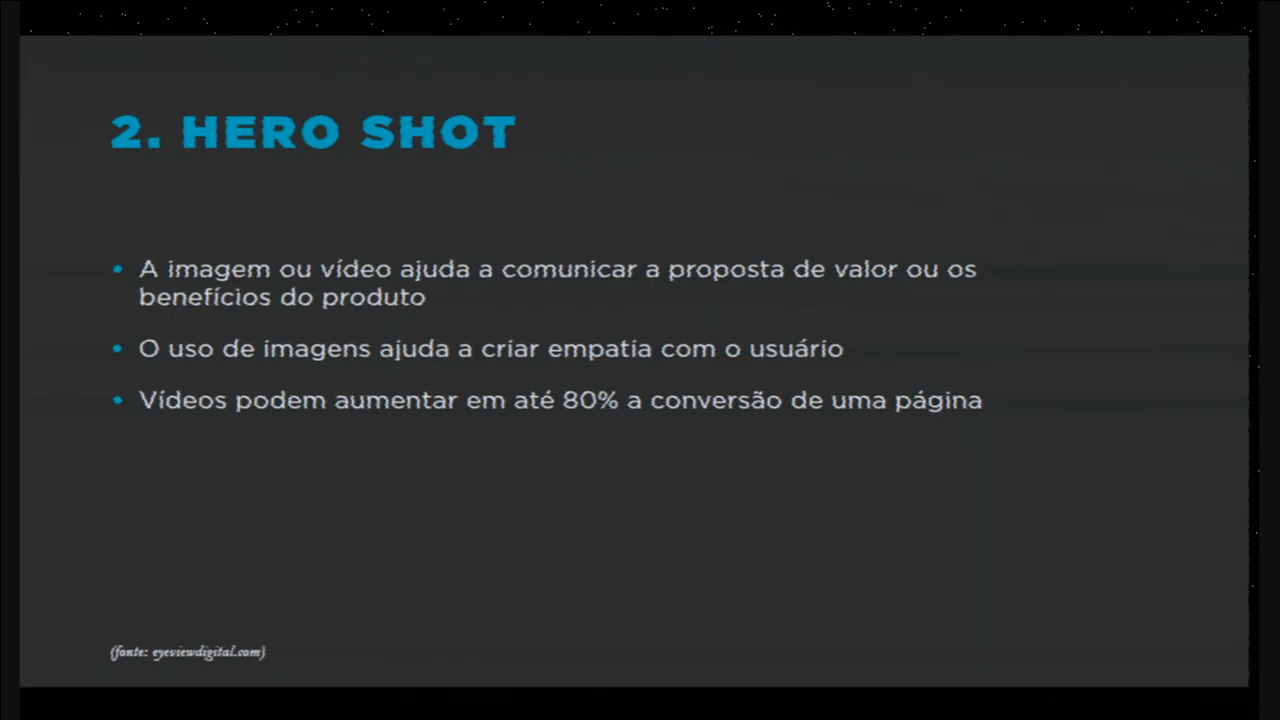 2. HERO SHOT
• A imagem ou vídeo ajuda a comunicar a proposta de valor ou os
benefícios do produto
• O uso de imagens ajuda a criar empatia com o usuário
• Vídeos podem aumentar em até 80% a conversão de uma página
(fonte: eyeviewdigital.com)